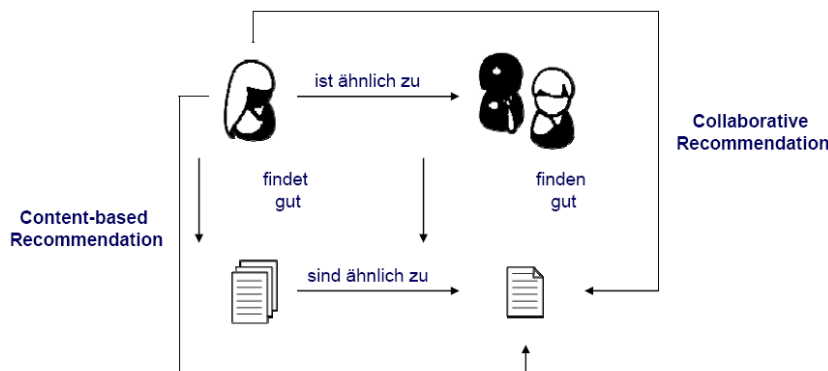 ist ähnlich zu
Collaborative
Recommendation
findet
gut
finden
gut
Content-based
Recommendation
sind ähnlich zu